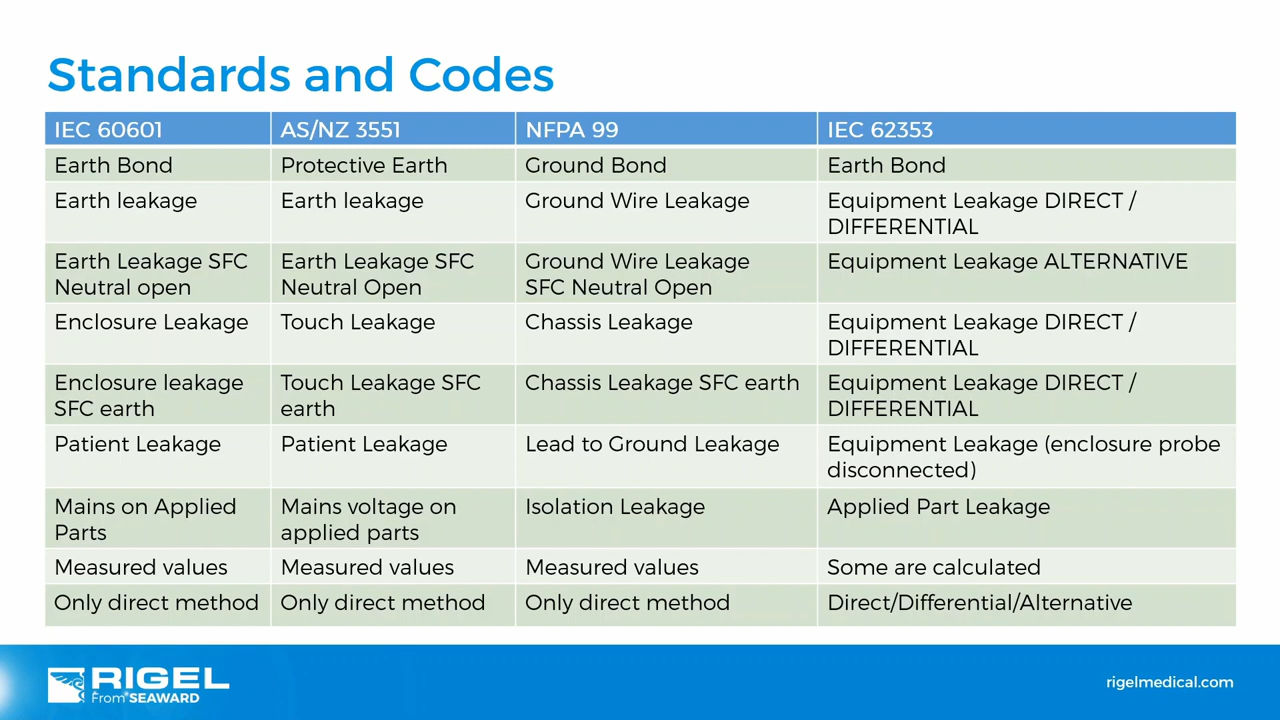 Standards and Codes
IEC 60601 AS/NZ 3551 NFPA 99 IEC 62353
Earth Bond Protective Earth Ground Bond Earth Bond
Earth leakage Earth leakage Ground Wire Leakage Equipment Leakage DIRECT /
DIFFERENTIAL
Earth Leakage SFC Earth Leakage SFC Ground Wire Leakage Equipment Leakage ALTERNATIVE
Neutral open Neutral Open SFC Neutral Open
Enclosure Leakage Touch Leakage Chassis Leakage Equipment Leakage DIRECT /
DIFFERENTIAL
Enclosure leakage Touch Leakage SFC Chassis Leakage SFC earth Equipment Leakage DIRECT /
SFC earth earth DIFFERENTIAL
Patient Leakage Patient Leakage Lead to Ground Leakage Equipment Leakage (enclosure probe
disconnected)
Mains on Applied Mains voltage on Isolation Leakage Applied Part Leakage
Parts applied parts
Measured values Measured values Measured values Some are calculated
Only direct method Only direct method Only direct method Direct/Differential/Alternative
RIGEL
From SEAWARD
rigelmedical.com